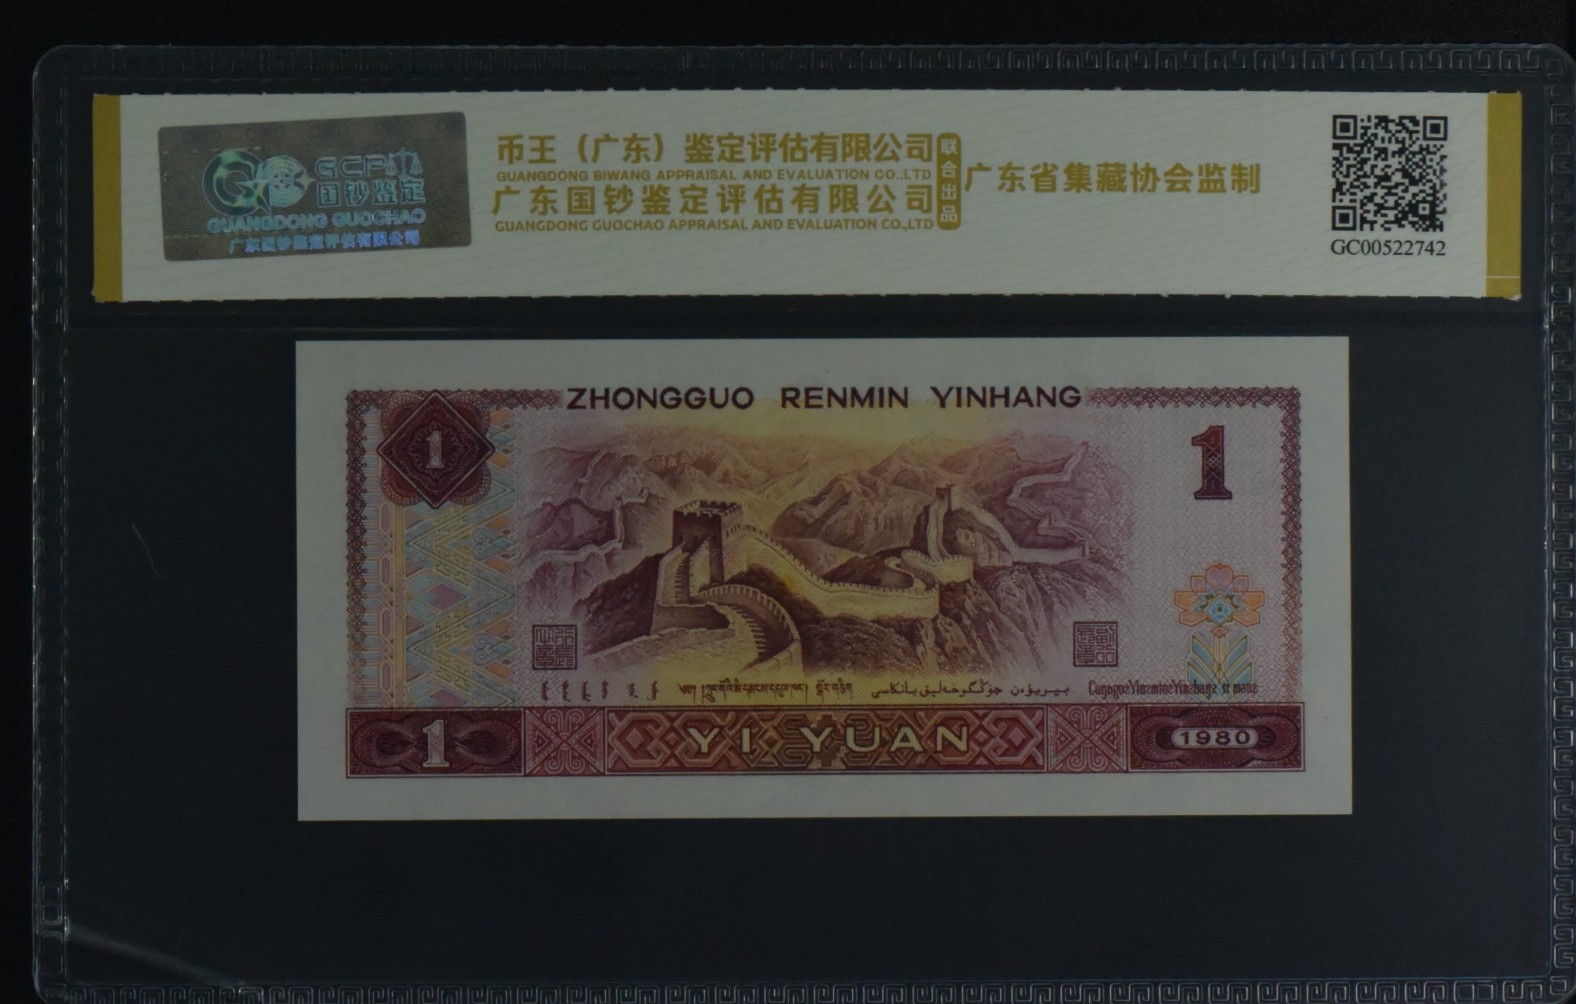 GCP
国钞鉴定
GUANGDONG GUOCHAO
广东国钞鉴定评估有限公司
币王（广东）鉴定评估有限公司
GUANGDONG BIWANG APPRAISAL AND EVALUATION CO.,LTD
广东国钞鉴定评估有限公司
GUANGDONG GUOCHAO APPRAISAL AND EVALUATION CO.,LTD
联合出品
广东省集藏协会监制
GC00522742
ZHONGGUO RENMIN YINHANG
1
1
جۇڭگوخەلىق بانكاسى بىريۇەن
1
YI YUAN
1980